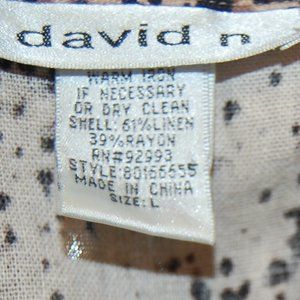 david n
WARM IRON
IF NECESSARY
OR DRY CLEAN
SHELL: 61%LINEN
39%RAYON
RN#92993
STYLE:80166655
MADE IN CHINA
SIZE: L